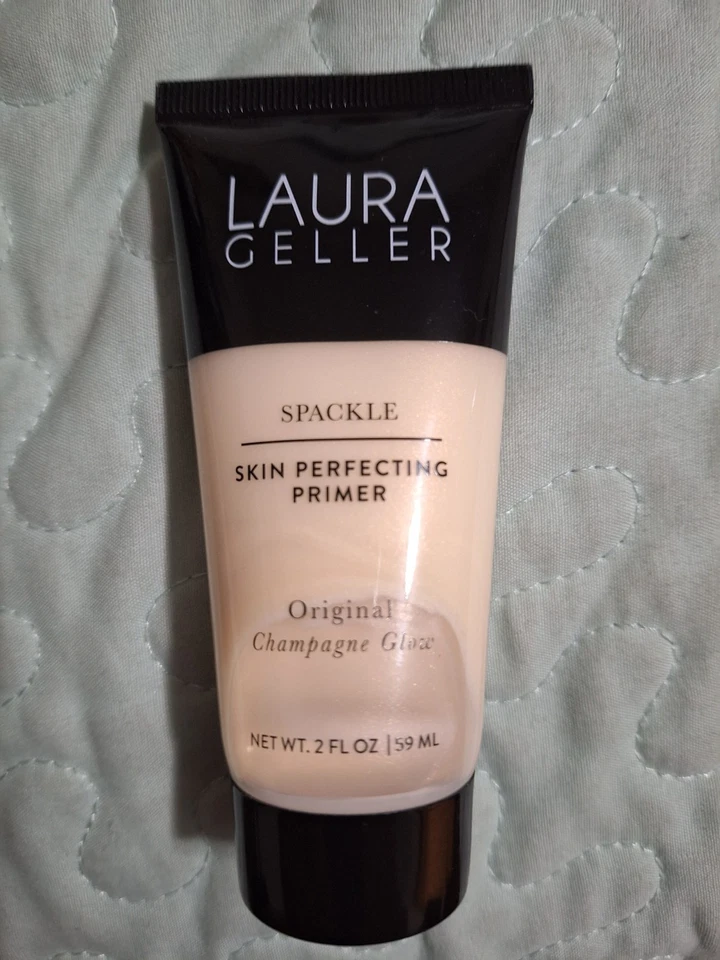 LAURA
GELLER
SPACKLE
SKIN PERFECTING
PRIMER
Original
Champagne Glow
NET WT. 2 FL OZ | 59 ML